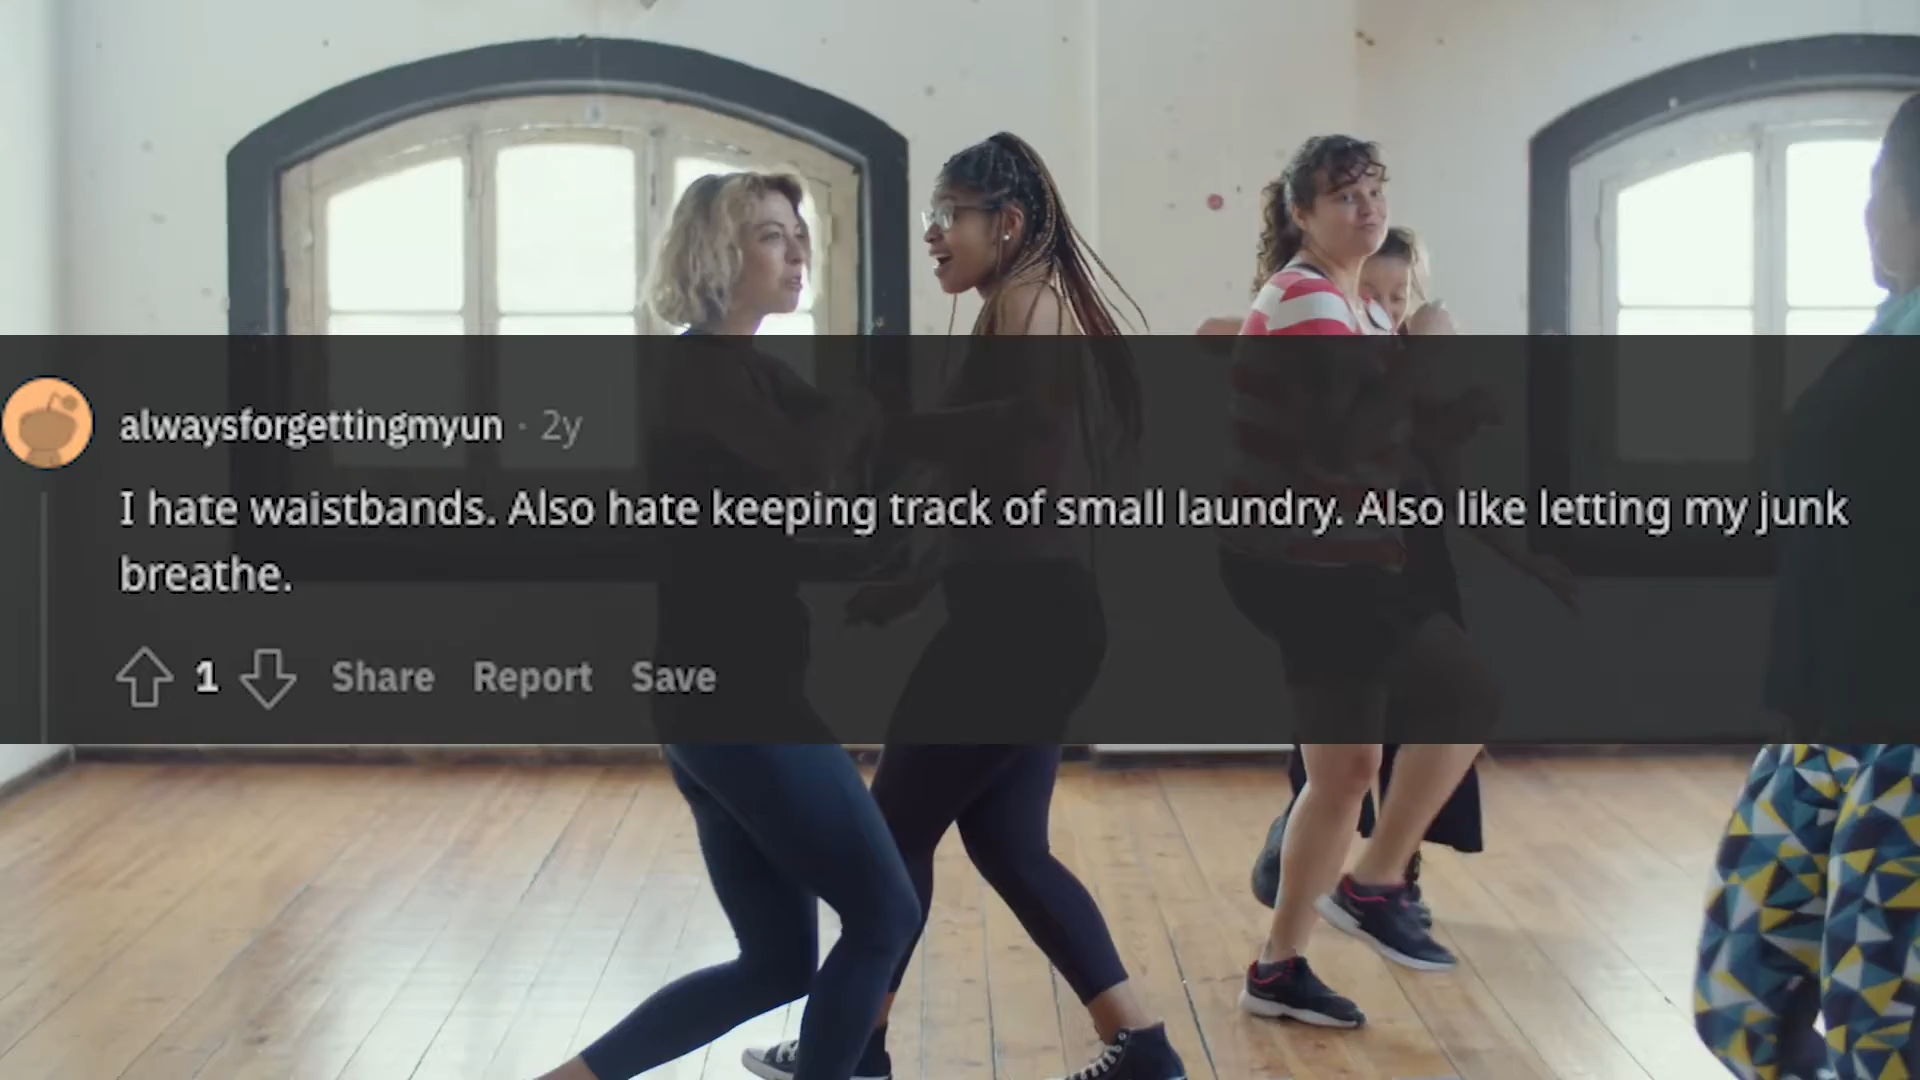 alwaysforgettingmyun · 2y
I hate waistbands. Also hate keeping track of small laundry. Also like letting my junk
breathe.
1 Share Report Save